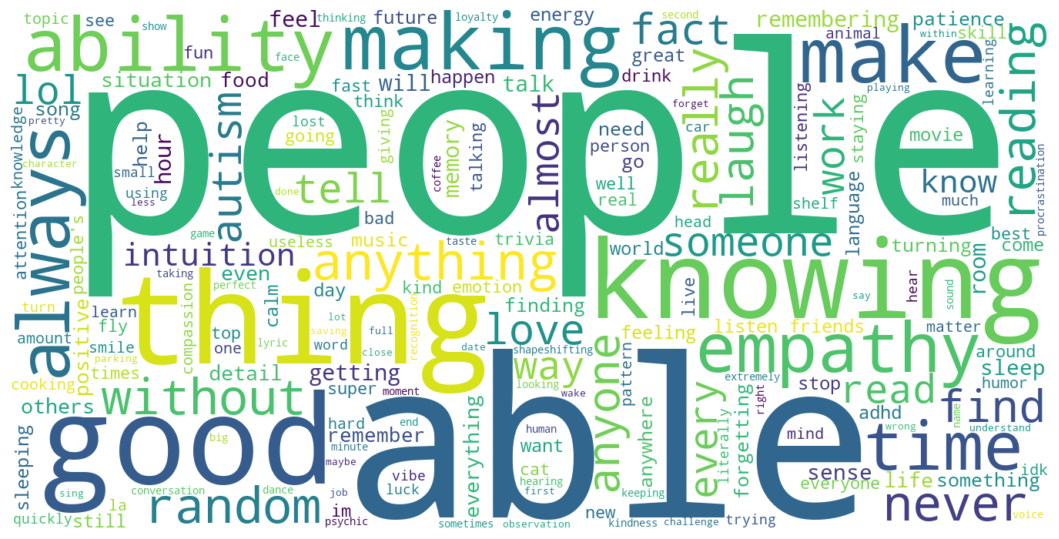 topic
show
thinking
loyalty
second
see
feel
future
energy
remembering
patience
ability
making
fact
make
animal
within
skill
fun
face
great
lol
situation
food
fast
will
happen
talk
drink
really
laugh
reading
learning
playing
song
pretty
think
forget
car
always
people
help
hour
autism
lost
going
giving
coffee
memory
talking
almost
need
person
go
listening
work
staying
movie
small
using
less
done
tell
well
real
shelf
language
know
much
procrastination
knowledge
character
attention
people's
game
bad
head
useless
music
taste
trivia
world
someone
turning
go
best
come
room
intuition
anything
knowing
taking
even
kind
emotion
finding
live
hear
say
sound
thing
perfect
day
calm
learn
compassion
positive
turn
amount
fly
saving
lot
full
recognition
date
love
feeling
listen friends
matter
around
smile
parking
top
one
lyric
word
close
shapeshifting
way
pattern
anyone
empathy
sleep
cooking
times
detail
getting
looking
extremely
right
stop
read
humor
without
super
moment
wake
every
adhd
find
others
hard
remember
end
everything
human
want
anywhere
literally
forgetting
mind
time
name
wrong
understand
good
able
big
minute
maybe
vibe
luck
cat
hearing
first
sense
everyone
life
something
idk
sleeping
sing
conversation
dance
job
keeping
la
random
im
psychic
new
trying
never
voice
quickly
still
sometimes
observation
kindness
challenge